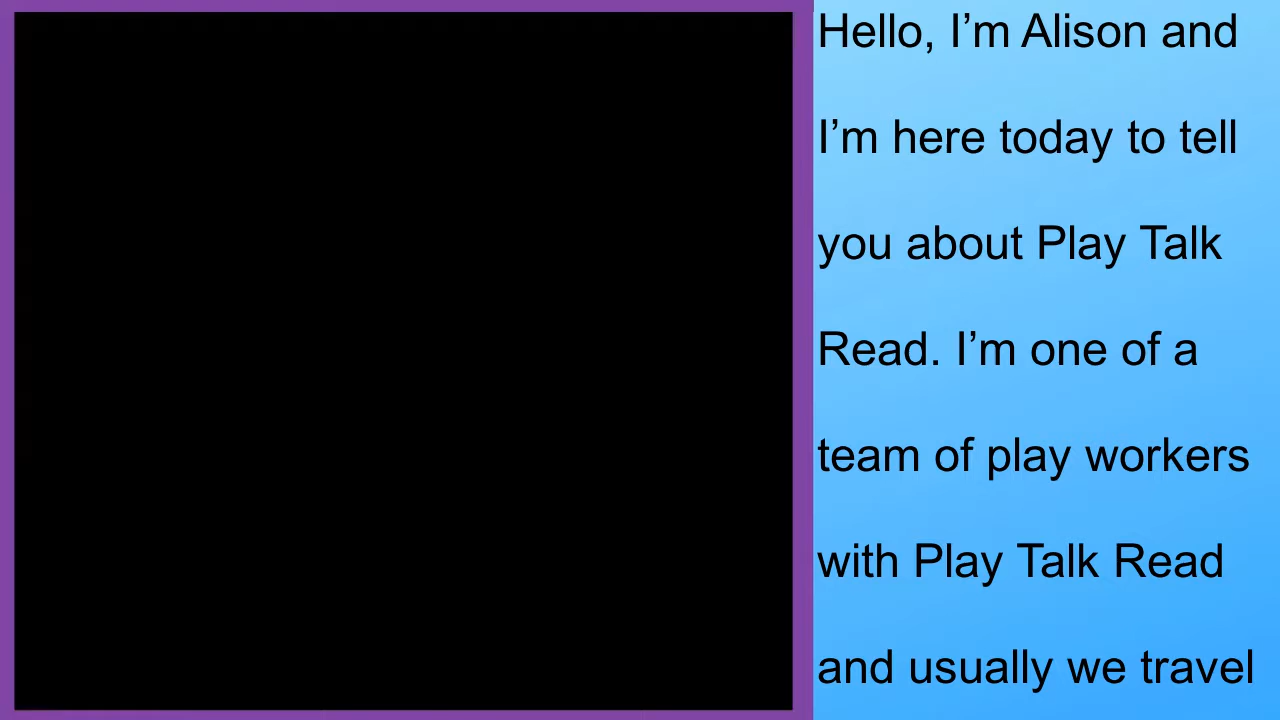 Hello, I’m Alison and
I’m here today to tell
you about Play Talk
Read. I’m one of a
team of play workers
with Play Talk Read
and usually we travel